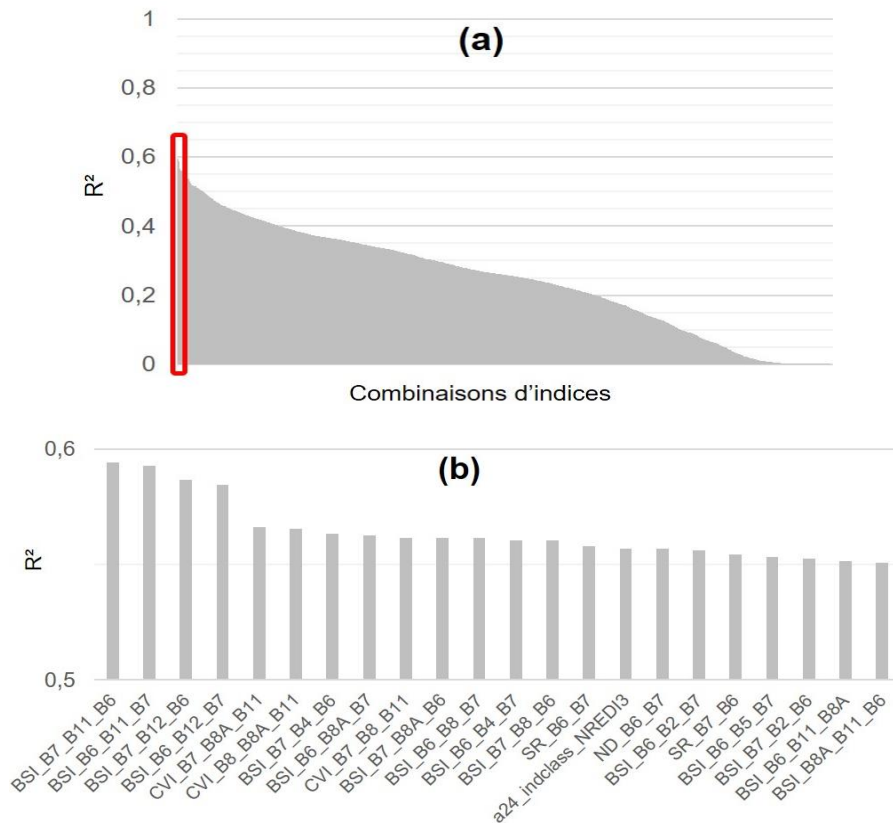 (a)
1
0,8
0,6
0,4
0,2
0
R²
Combinaisons d'indices
(b)
0,6
0,5
R²
BSI_B7_B11_B6
BSI_B6_B11_B7
BSI_B7_B12_B6
BSI_B6_B12_B7
CVI_B7_B8A_B11
CVI_B8_B8A_B11
BSI_B7_B4_B6
BSI_B6_B8A_B7
CVI_B7_B8_B11
BSI_B7_B8A_B6
BSI_B6_B8_B7
BSI_B6_B4_B7
BSI_B7_B8_B6
SR_B6_B7
a24_indclass_NREDI3
ND_B6_B7
BSI_B6_B2_B7
SR_B7_B6
BSI_B6_B5_B7
BSI_B7_B2_B6
BSI_B6_B11_B8A
BSI_B8A_B11_B6